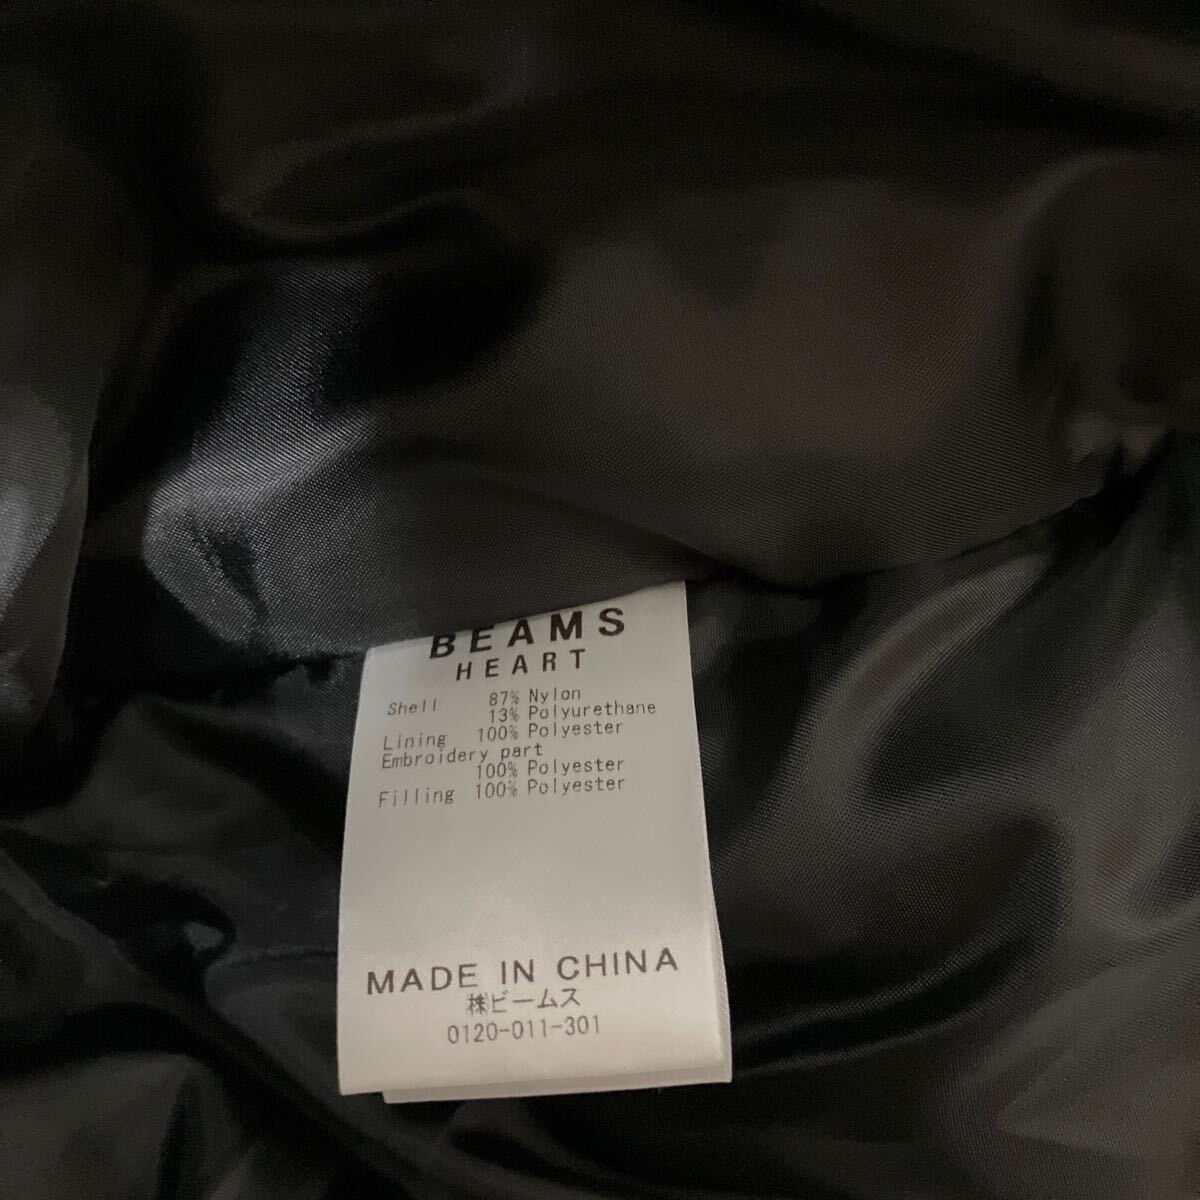 BEAMS
HEART
Shell 87% Nylon
13% Polyurethane
Lining 100% Polyester
Embroidery part
100% Polyester
Filling 100% Polyester
MADE IN CHINA
㈱ビームス
0120-011-301